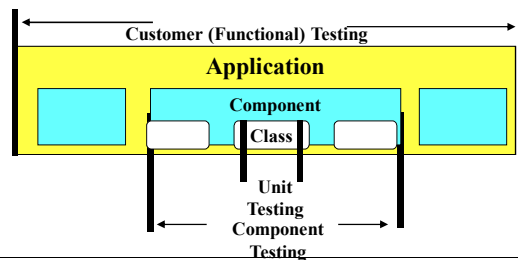 Customer (Functional) Testing
Application
Component
Class
Unit
Testing
Component
Testing